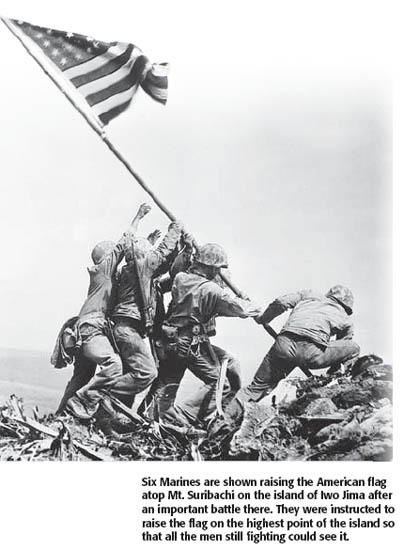 Six Marines are shown raising the American flag
atop Mt. Suribachi on the island of Iwo Jima after
an important battle there. They were instructed to
raise the flag on the highest point of the island so
that all the men still fighting could see it.